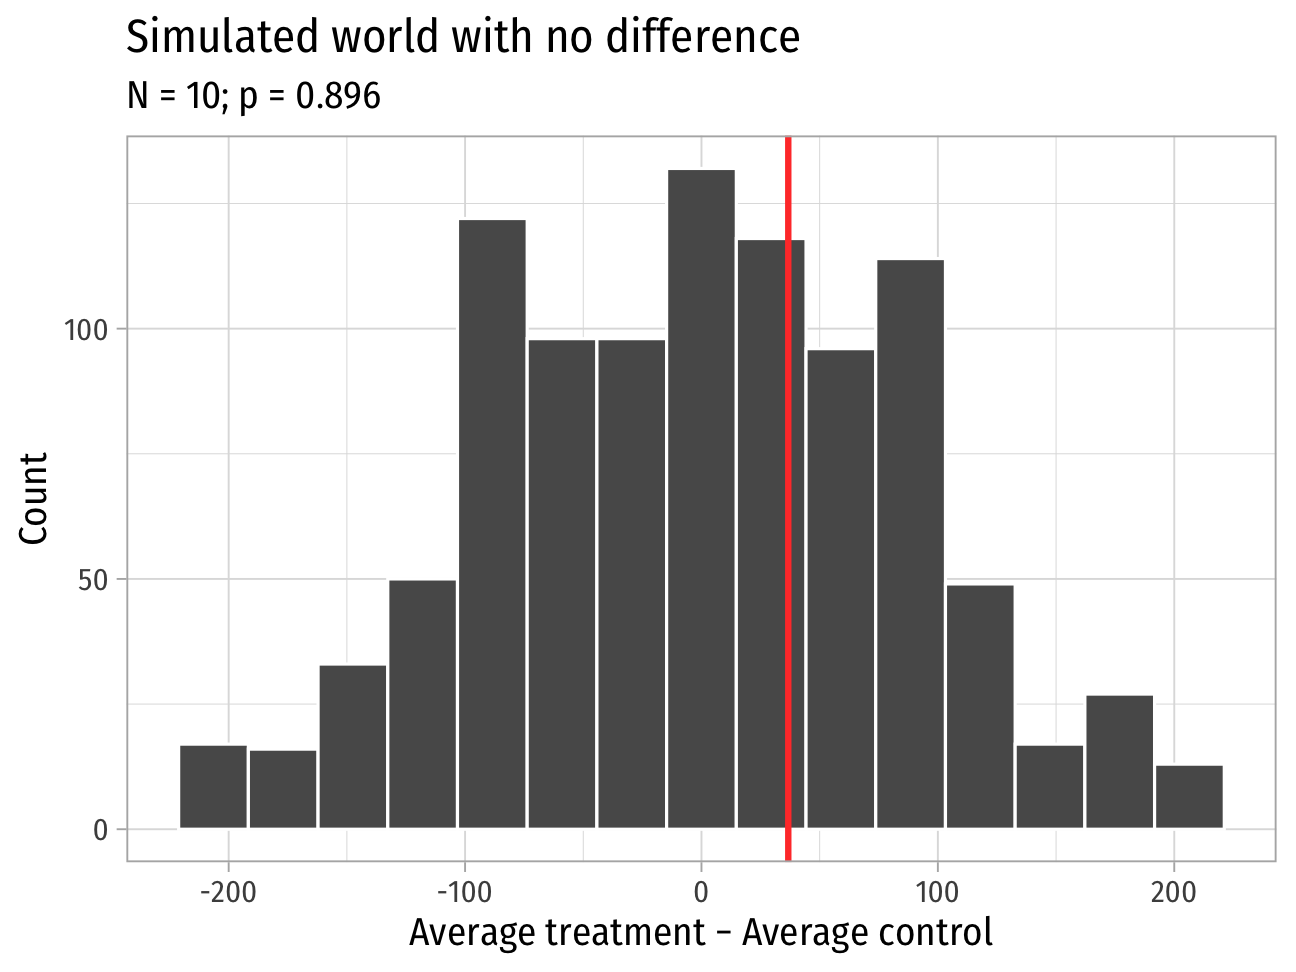 Simulated world with no difference
N = 10; p = 0.896
Count
100
50
0
-200 -100 0 100 200
Average treatment − Average control